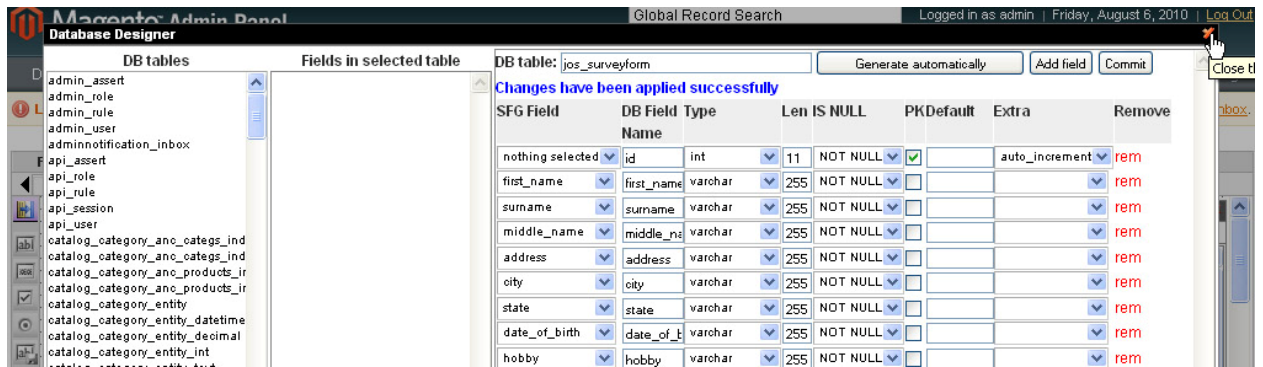 Magento Admin Panel
Global Record Search
Logged in as admin | Friday, August 6, 2010 | Log Out
Database Designer
Close t
DB tables
admin_assert
admin_role
admin_rule
admin_user
adminnotification_inbox
api_assert
api_role
api_rule
api_session
api_user
catalog_category_anc_categs_ind
catalog_category_anc_categs_ind
catalog_category_anc_products_ir
catalog_category_anc_products_ir
catalog_category_entity
catalog_category_entity_datetime
catalog_category_entity_decimal
catalog_category_entity_int
Fields in selected table
DB table: jos_surveyform Generate automatically Add field Commit
Changes have been applied successfully
SFG Field DB Field Name Type Len IS NULL PK Default Extra Remove
nothing selected id int 11 NOT NULL auto_increment rem
first_name first_name varchar 255 NOT NULL rem
surname surname varchar 255 NOT NULL rem
middle_name middle_na varchar 255 NOT NULL rem
address address varchar 255 NOT NULL rem
city city varchar 255 NOT NULL rem
state state varchar 255 NOT NULL rem
date_of_birth date_of_b varchar 255 NOT NULL rem
hobby hobby varchar 255 NOT NULL rem
nbox.